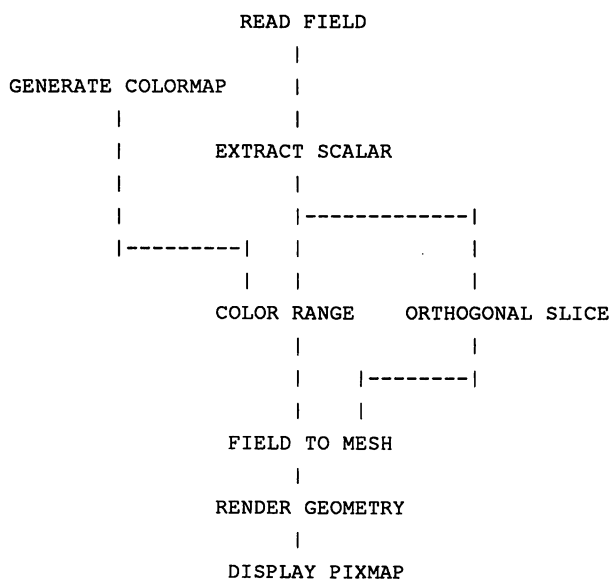 READ FIELD
GENERATE COLORMAP
EXTRACT SCALAR
COLOR RANGE ORTHOGONAL SLICE
FIELD TO MESH
RENDER GEOMETRY
DISPLAY PIXMAP